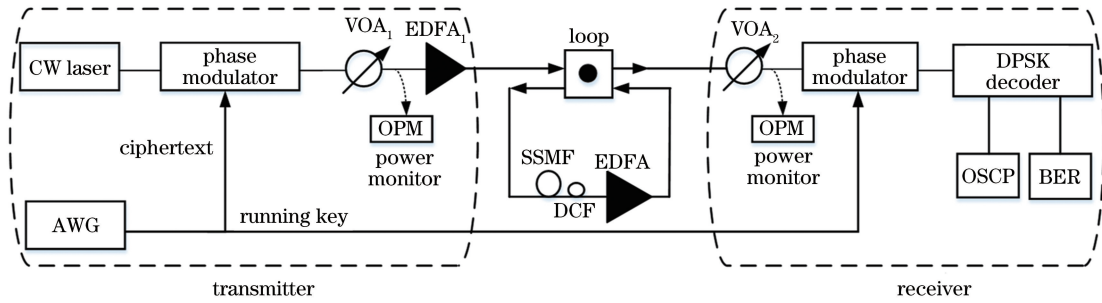 CW laser
phase
modulator
VOA1
EDFA1
OPM
power
monitor
ciphertext
AWG
running key
transmitter
loop
SSMF
DCF
EDFA
VOA2
OPM
power
monitor
phase
modulator
DPSK
decoder
OSCP
BER
receiver